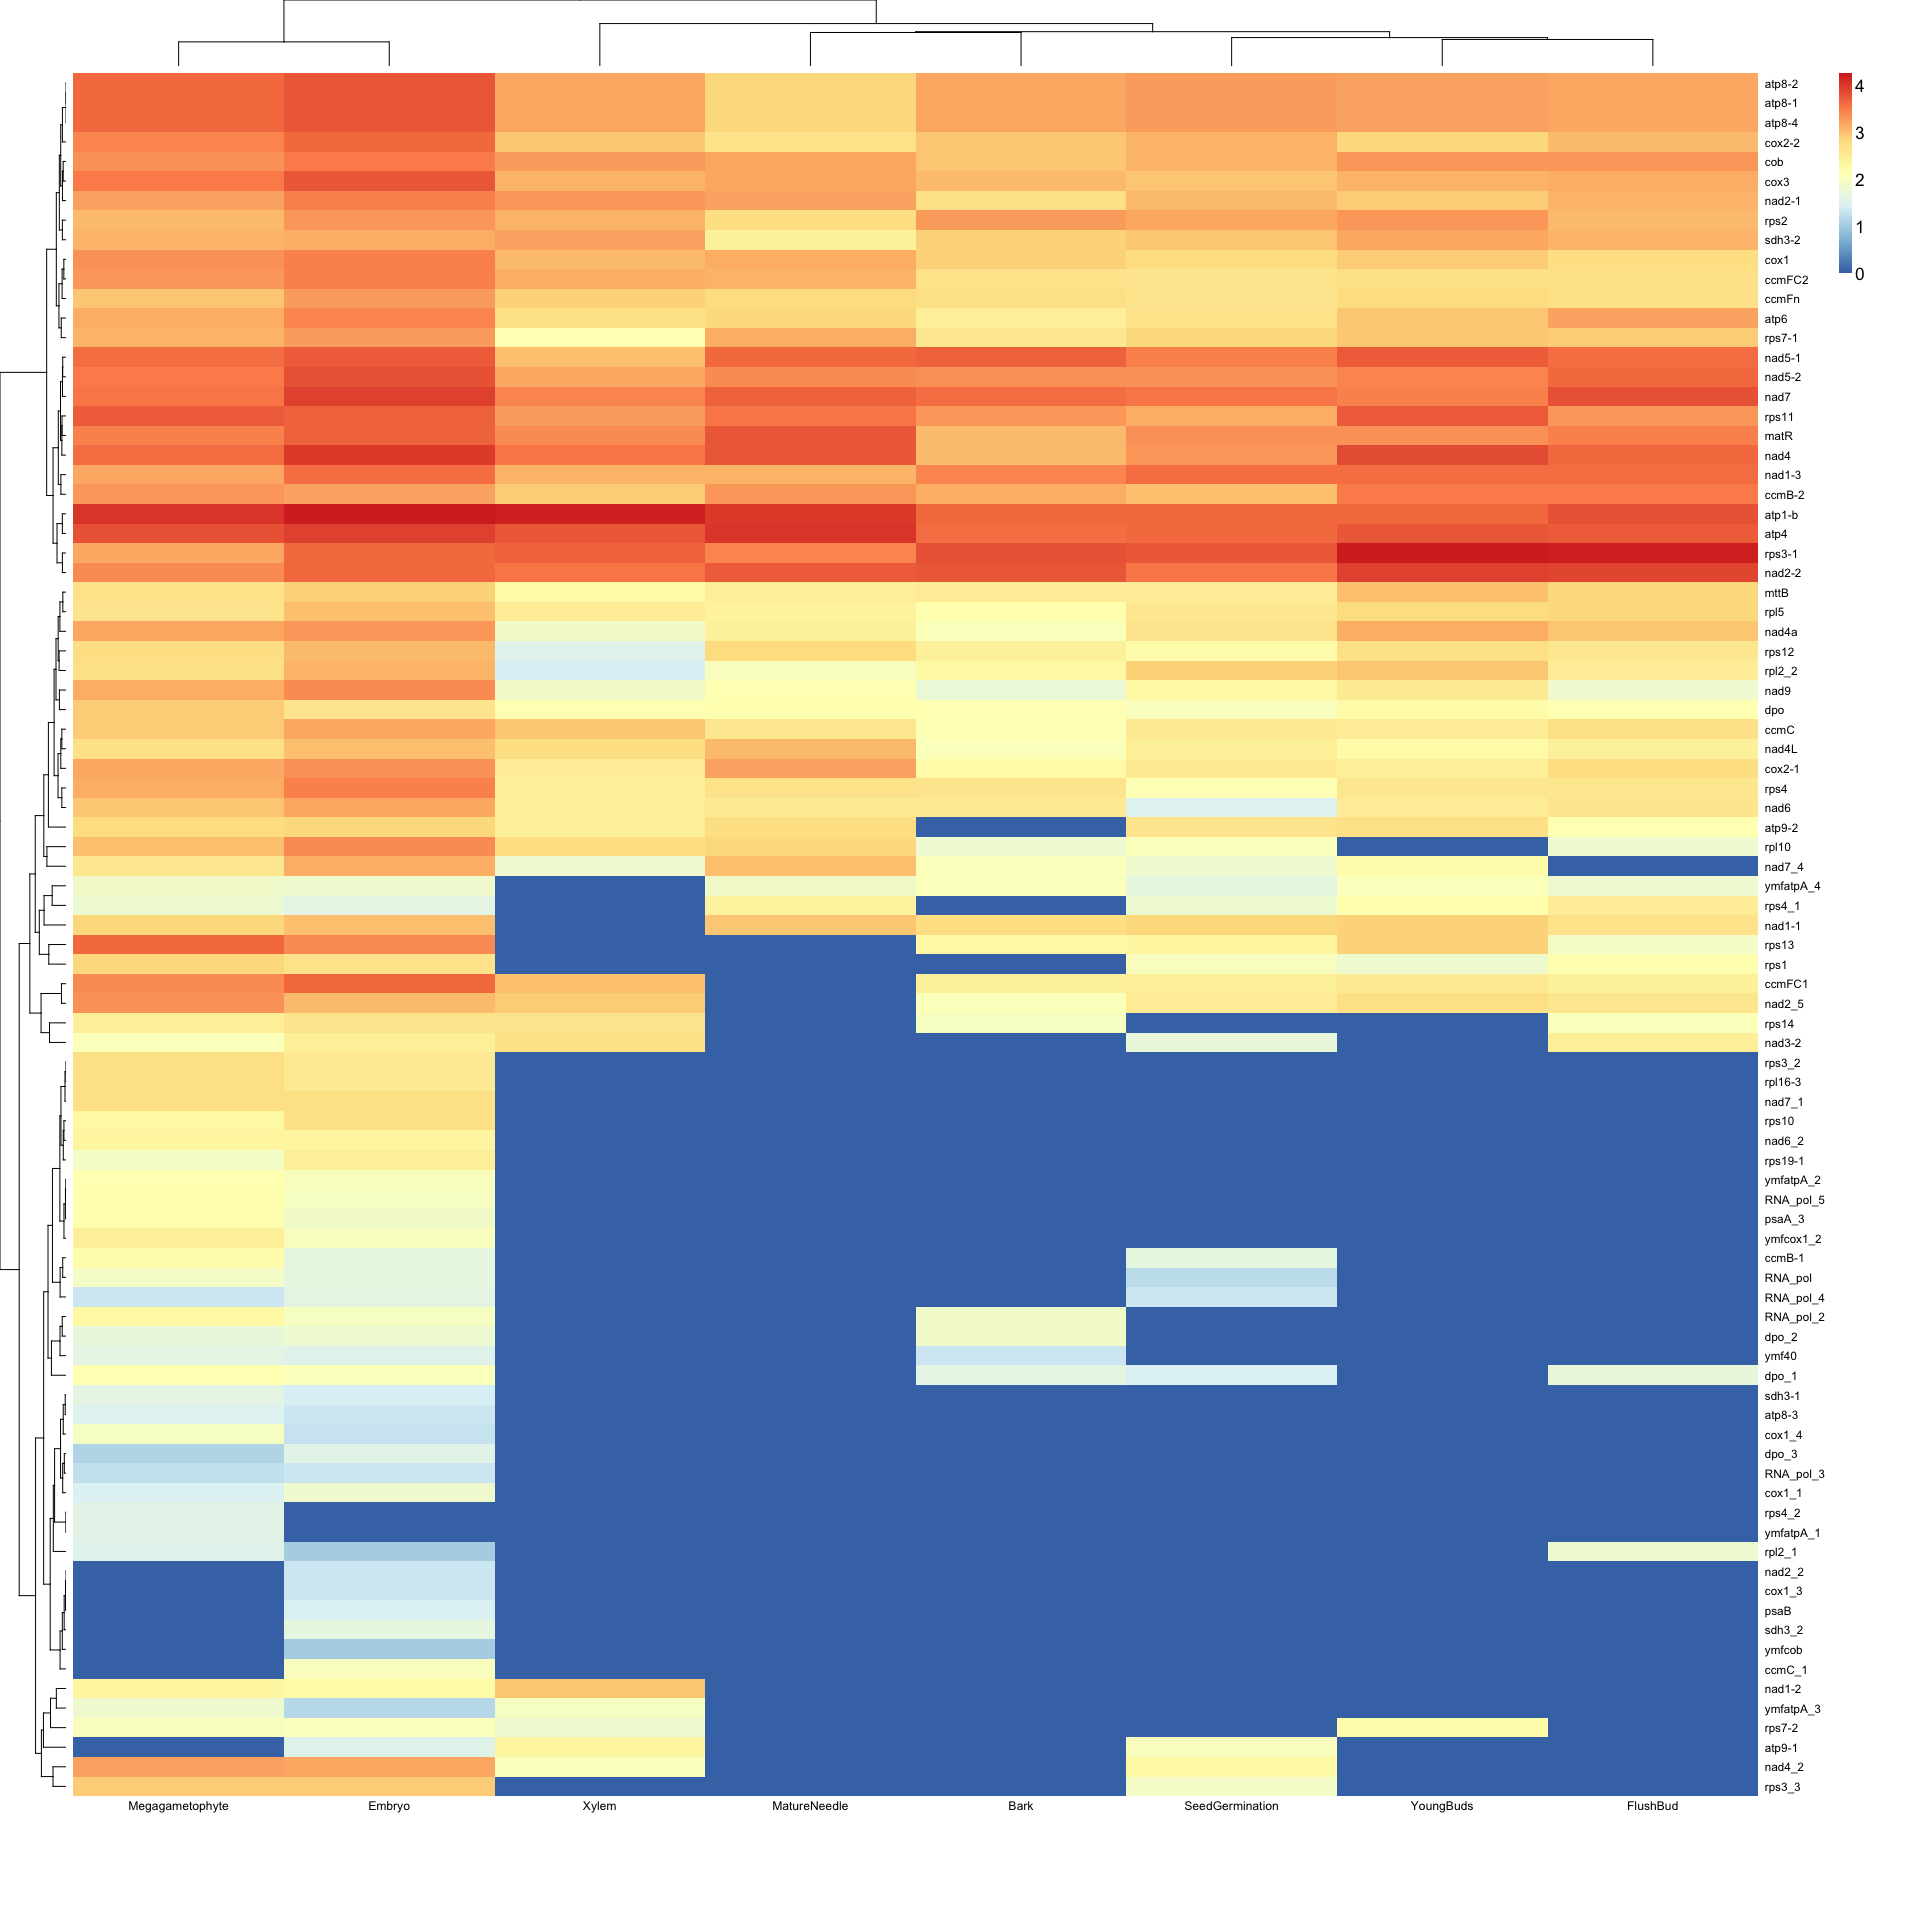 atp8-2
atp8-1
atp8-4
cox2-2
cob
cox3
nad2-1
rps2
sdh3-2
cox1
ccmFC2
ccmFn
atp6
rps7-1
nad5-1
nad5-2
nad7
rps11
matR
nad4
nad1-3
ccmB-2
atp1-b
atp4
rps3-1
nad2-2
mttB
rpl5
nad4a
rps12
rpl2_2
nad9
dpo
ccmC
nad4L
cox2-1
rps4
nad6
atp9-2
rpl10
nad7_4
ymfatpA_4
rps4_1
nad1-1
rps13
rps1
ccmFC1
nad2_5
rps14
nad3-2
rps3_2
rpl16-3
nad7_1
rps10
nad6_2
rps19-1
ymfatpA_2
RNA_pol_5
psaA_3
ymfcox1_2
ccmB-1
RNA_pol
RNA_pol_4
RNA_pol_2
dpo_2
ymf40
dpo_1
sdh3-1
atp8-3
cox1_4
dpo_3
RNA_pol_3
cox1_1
rps4_2
ymfatpA_1
rpl2_1
nad2_2
cox1_3
psaB
sdh3_2
ymfcob
ccmC_1
nad1-2
ymfatpA_3
rps7-2
atp9-1
nad4_2
rps3_3
4
3
2
1
0
Megagametophyte Embryo Xylem MatureNeedle Bark SeedGermination YoungBuds FlushBud